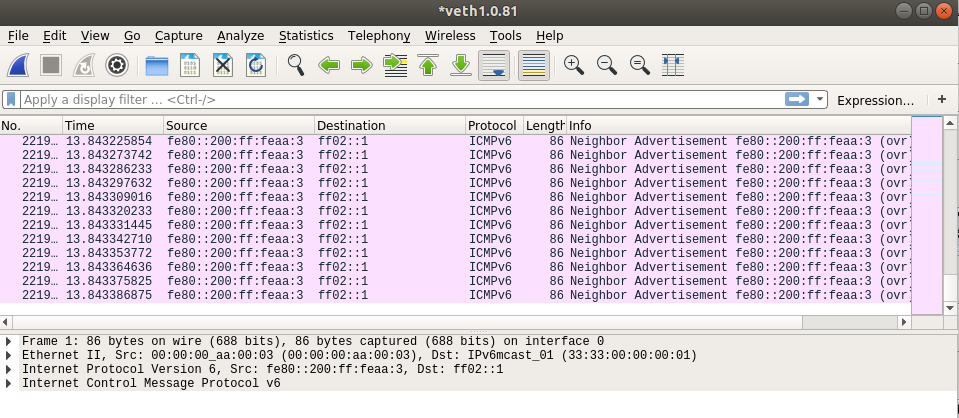 *veth1.0.81
File Edit View Go Capture Analyze Statistics Telephony Wireless Tools Help
Apply a display filter … <Ctrl-/> Expression… +
No. Time Source Destination Protocol Length Info
2219… 13.843225854 fe80::200:ff:feaa:3 ff02::1 ICMPv6 86 Neighbor Advertisement fe80::200:ff:feaa:3 (ovr
2219… 13.843273742 fe80::200:ff:feaa:3 ff02::1 ICMPv6 86 Neighbor Advertisement fe80::200:ff:feaa:3 (ovr
2219… 13.843286233 fe80::200:ff:feaa:3 ff02::1 ICMPv6 86 Neighbor Advertisement fe80::200:ff:feaa:3 (ovr
2219… 13.843297632 fe80::200:ff:feaa:3 ff02::1 ICMPv6 86 Neighbor Advertisement fe80::200:ff:feaa:3 (ovr
2219… 13.843309016 fe80::200:ff:feaa:3 ff02::1 ICMPv6 86 Neighbor Advertisement fe80::200:ff:feaa:3 (ovr
2219… 13.843320233 fe80::200:ff:feaa:3 ff02::1 ICMPv6 86 Neighbor Advertisement fe80::200:ff:feaa:3 (ovr
2219… 13.843331445 fe80::200:ff:feaa:3 ff02::1 ICMPv6 86 Neighbor Advertisement fe80::200:ff:feaa:3 (ovr
2219… 13.843342710 fe80::200:ff:feaa:3 ff02::1 ICMPv6 86 Neighbor Advertisement fe80::200:ff:feaa:3 (ovr
2219… 13.843353772 fe80::200:ff:feaa:3 ff02::1 ICMPv6 86 Neighbor Advertisement fe80::200:ff:feaa:3 (ovr
2219… 13.843364636 fe80::200:ff:feaa:3 ff02::1 ICMPv6 86 Neighbor Advertisement fe80::200:ff:feaa:3 (ovr
2219… 13.843375825 fe80::200:ff:feaa:3 ff02::1 ICMPv6 86 Neighbor Advertisement fe80::200:ff:feaa:3 (ovr
2219… 13.843386875 fe80::200:ff:feaa:3 ff02::1 ICMPv6 86 Neighbor Advertisement fe80::200:ff:feaa:3 (ovr
Frame 1: 86 bytes on wire (688 bits), 86 bytes captured (688 bits) on interface 0
Ethernet II, Src: 00:00:00_aa:00:03 (00:00:00:aa:00:03), Dst: IPv6mcast_01 (33:33:00:00:00:01)
Internet Protocol Version 6, Src: fe80::200:ff:feaa:3, Dst: ff02::1
Internet Control Message Protocol v6